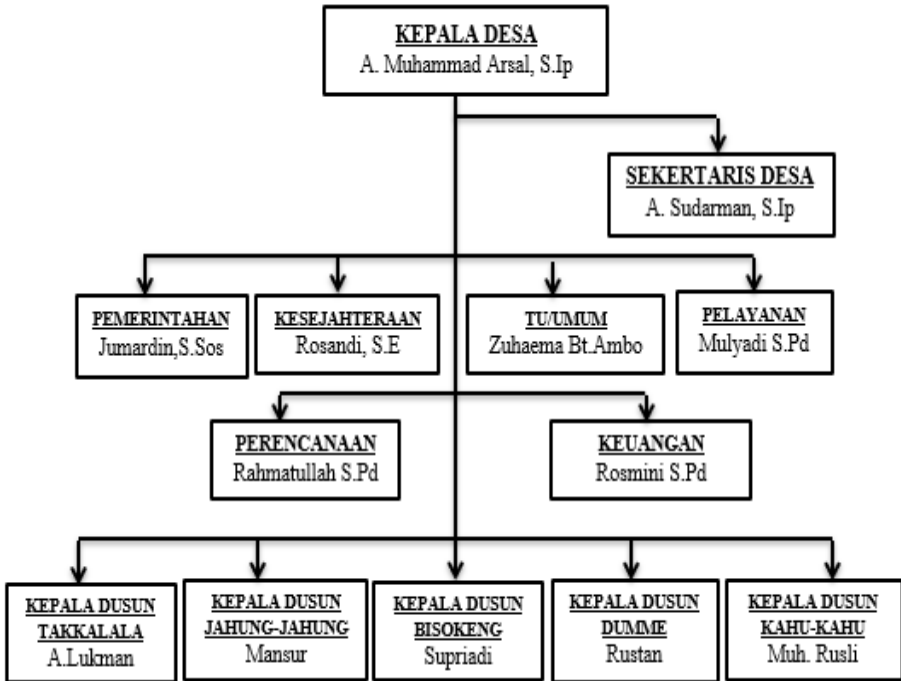 KEPALA DESA
A. Muhammad Arsal, S.Ip
SEKERTARIS DESA
A. Sudarman, S.Ip
PEMERINTAHAN
Jumardin,S.Sos
KESEJAHTERAAN
Rosandi, S.E
TU/UMUM
Zuhaema Bt.Ambo
PELAYANAN
Mulyadi S.Pd
PERENCANAAN
Rahmatullah S.Pd
KEUANGAN
Rosmini S.Pd
KEPALA DUSUN
TAKKALALA
A.Lukman
KEPALA DUSUN
JAHUNG-JAHUNG
Mansur
KEPALA DUSUN
BISOKENG
Supriadi
KEPALA DUSUN
DUMME
Rustan
KEPALA DUSUN
KAHU-KAHU
Muh. Rusli